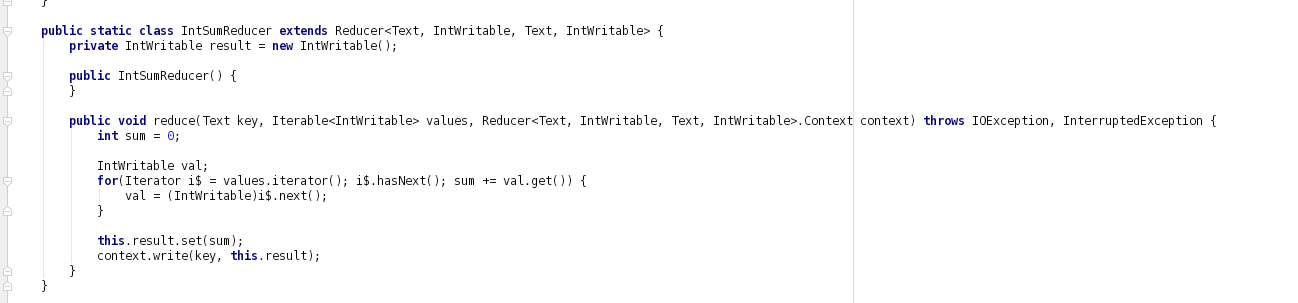 }
public static class IntSumReducer extends Reducer<Text, IntWritable, Text, IntWritable> {
private IntWritable result = new IntWritable();
public IntSumReducer() {
}
public void reduce(Text key, Iterable<IntWritable> values, Reducer<Text, IntWritable, Text, IntWritable>.Context context) throws IOException, InterruptedException {
int sum = 0;
IntWritable val;
for(Iterator i$ = values.iterator(); i$.hasNext(); sum += val.get()) {
val = (IntWritable)i$.next();
}
this.result.set(sum);
context.write(key, this.result);
}
}